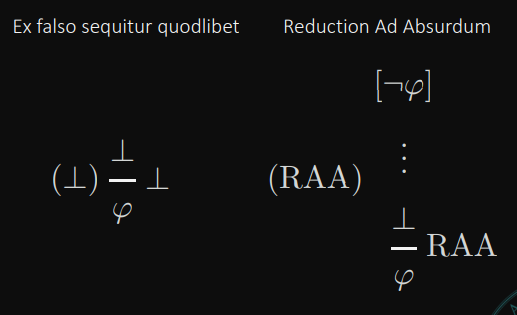 Ex falso sequitur quodlibet
Reduction Ad Absurdum
(⊥) ⊥ / φ ⊥
(RAA)
[¬φ]
⋮
⊥ / φ RAA